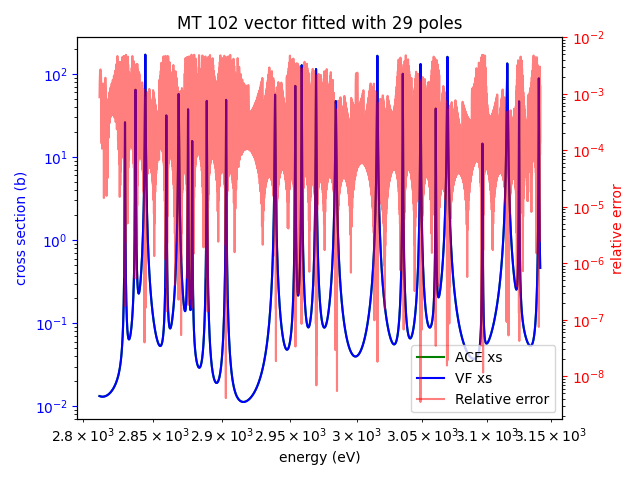 MT 102 vector fitted with 29 poles
10²
10¹
10⁰
10⁻¹
10⁻²
cross section (b)
10⁻²
10⁻³
10⁻⁴
10⁻⁵
10⁻⁶
10⁻⁷
10⁻⁸
relative error
ACE xs
VF xs
Relative error
2.8 × 10³ 2.85 × 10³ 2.9 × 10³ 2.95 × 10³ 3 × 10³ 3.05 × 10³ 3.1 × 10³ 3.15 × 10³
energy (eV)